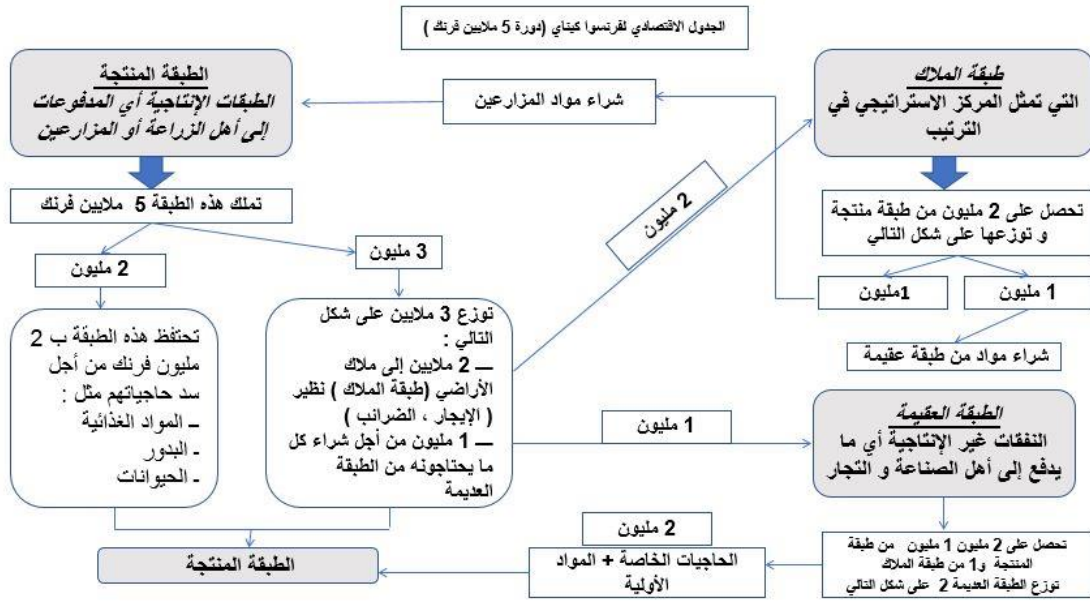 الجدول الاقتصادي لفرنسوا كيناي (دورة 5 ملايين فرنك )
طبقة الملاك
التي تمثل المركز الاستراتيجي في
الترتيب
شراء مواد المزارعين
الطبقة المنتجة
الطبقات الإنتاجية أي المدفوعات
إلى أهل الزراعة أو المزارعين
تملك هذه الطبقة 5 ملايين فرنك
3 مليون
2 مليون
2 مليون
تحصل على 2 مليون من طبقة منتجة
و توزعها على شكل التالي
1 مليون
1مليون
شراء مواد من طبقة عقيمة
توزع 3 ملايين على شكل
التالي :
— 2 ملايين إلى ملاك
الأراضي (طبقة الملاك ) نظير
( الإيجار ، الضرائب )
— 1 مليون من أجل شراء كل
ما يحتاجونه من الطبقة
العديمة
تحتفظ هذه الطبقة ب 2
مليون فرنك من أجل
سد حاجياتهم مثل :
ـ المواد الغذائية
ـ البدور
ـ الحيوانات
1 مليون
الطبقة العقيمة
النفقات غير الإنتاجية أي ما
يدفع إلى أهل الصناعة و التجار
تحصل على 2 مليون 1 مليون من طبقة
المنتجة و1 من طبقة الملاك
توزع الطبقة العديمة 2 على شكل التالي
2 مليون
الحاجيات الخاصة + المواد
الأولية
الطبقة المنتجة